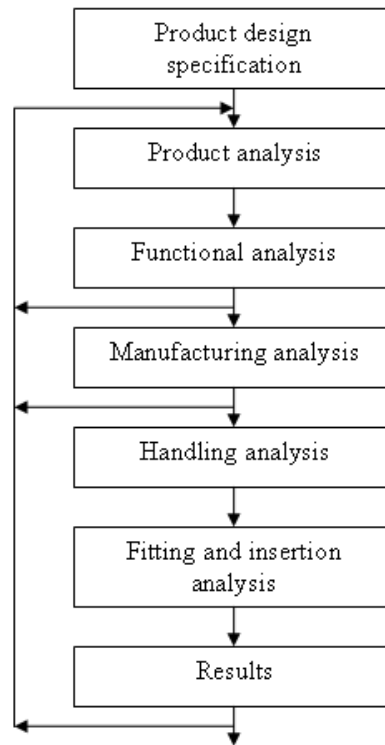 Product design
specification
Product analysis
Functional analysis
Manufacturing analysis
Handling analysis
Fitting and insertion
analysis
Results